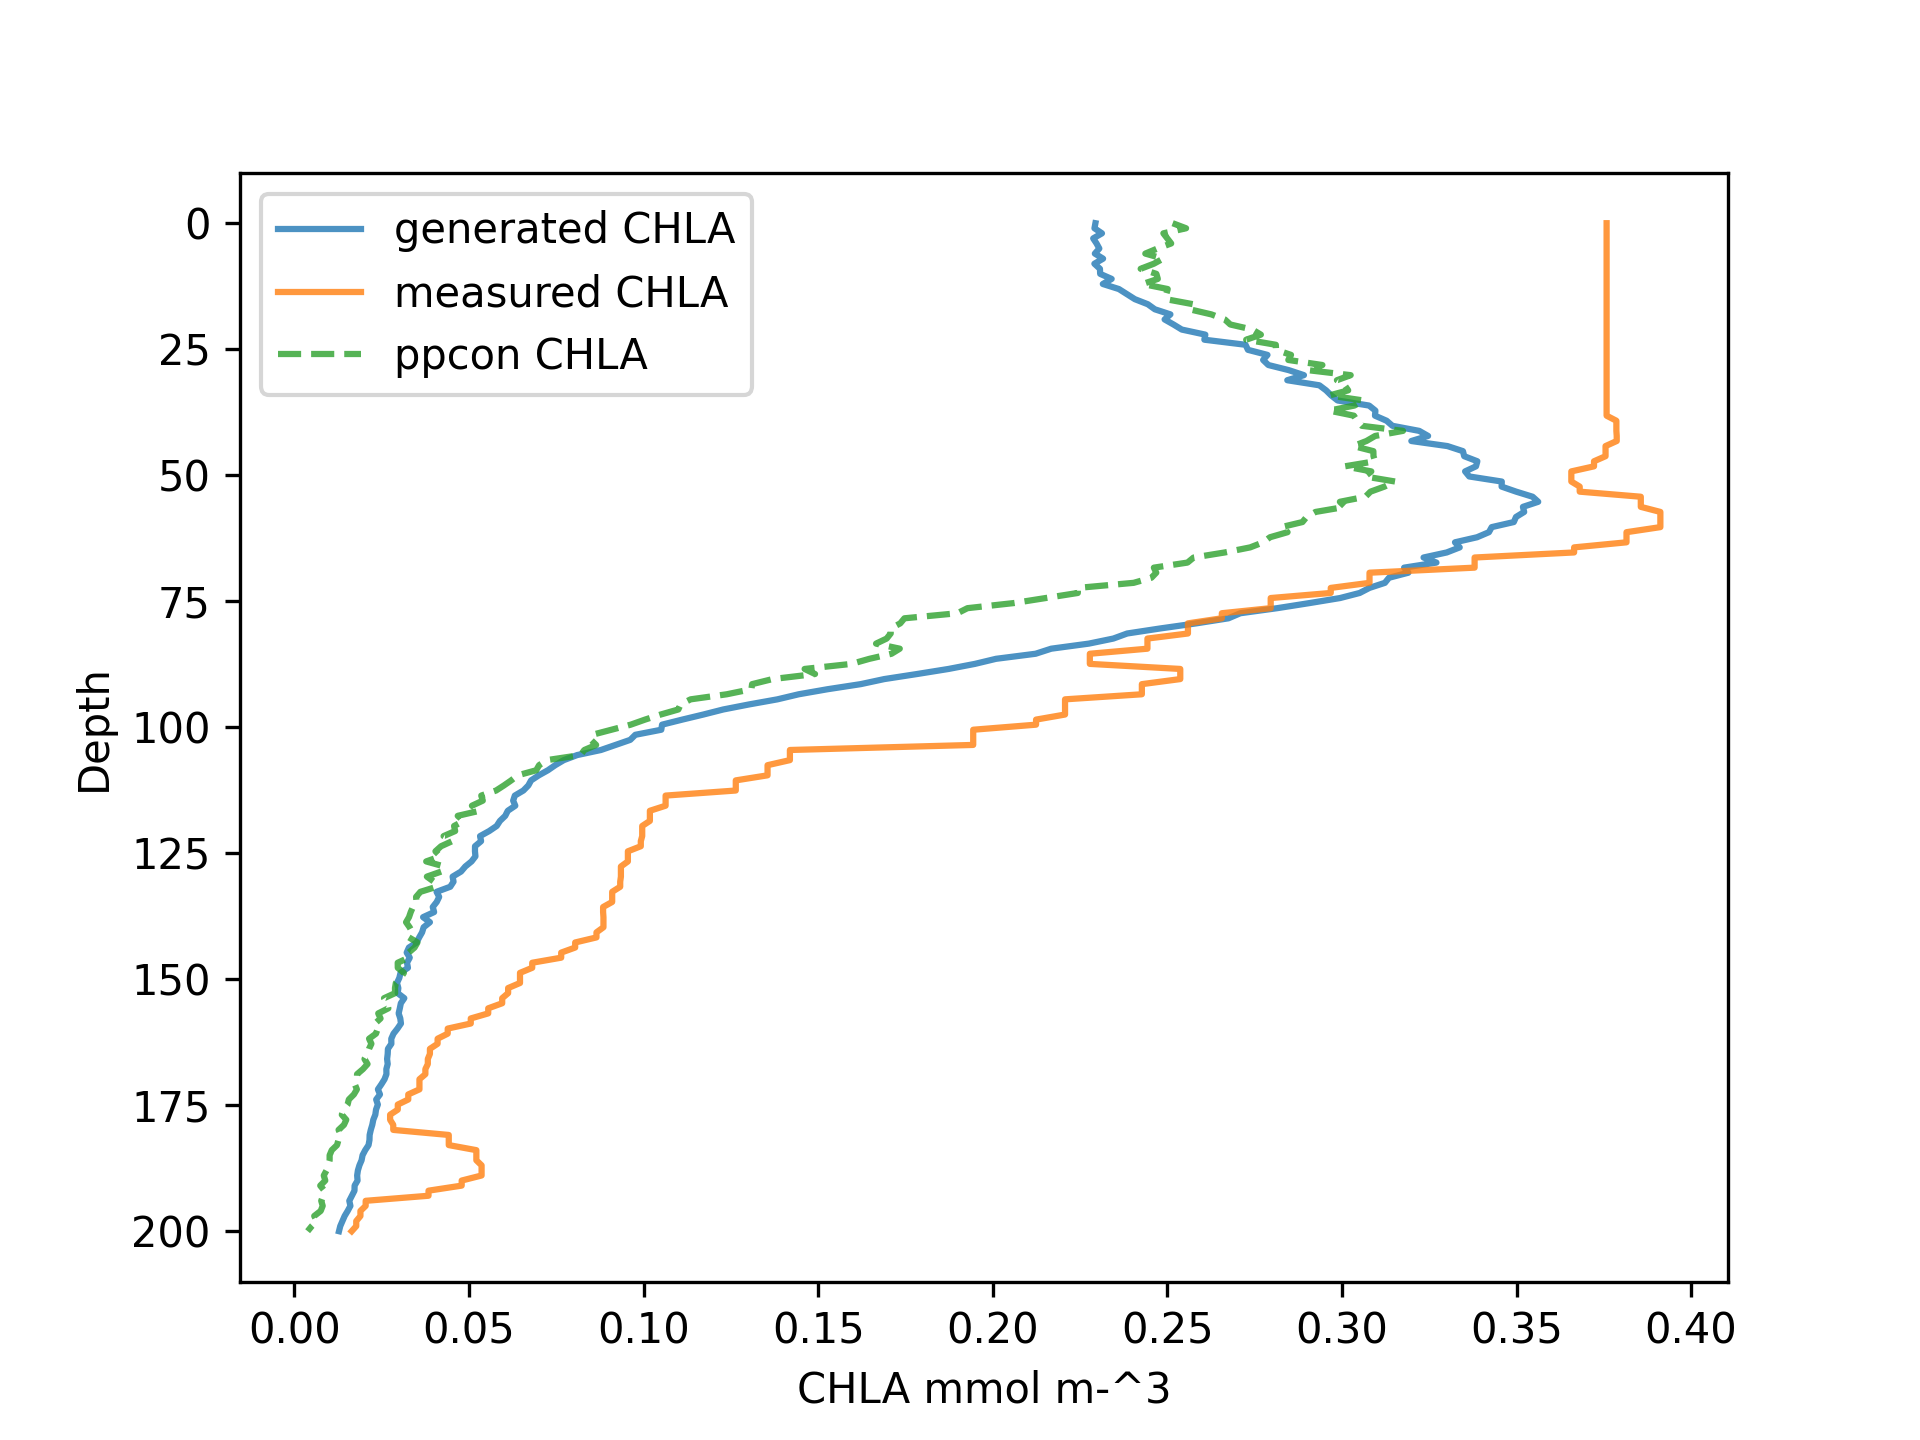 generated CHLA
measured CHLA
ppcon CHLA
0
25
50
75
100
125
150
175
200
Depth
0.00 0.05 0.10 0.15 0.20 0.25 0.30 0.35 0.40
CHLA mmol m-^3